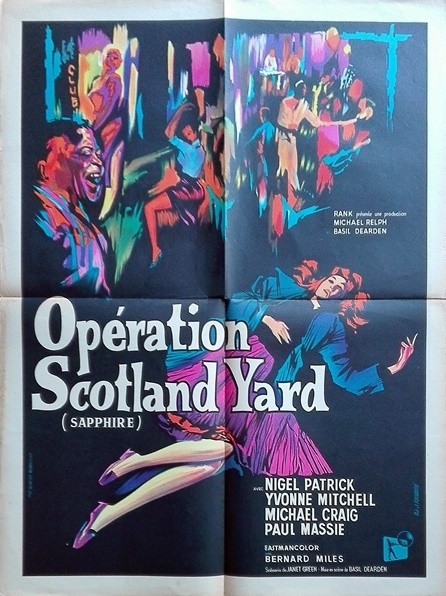 CLUB
RANK présente une production
MICHAEL RELPH
BASIL DEARDEN
Opération
Scotland Yard
(SAPPHIRE)
AVEC
NIGEL PATRICK
YVONNE MITCHELL
MICHAEL CRAIG
PAUL MASSIE
EASTMANCOLOR
BERNARD MILES
Scénario de JANET GREEN - Mise en scène de BASIL DEARDEN